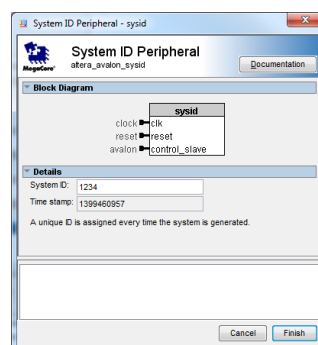 System ID Peripheral - sysid
System ID Peripheral
MegaCore'
altera_avalon_sysid
Documentation
Block Diagram
sysid
clock clk
reset reset
avalon control_slave
Details
System ID: 1234
Time stamp: 1399460957
A unique ID is assigned every time the system is generated.
Cancel Finish